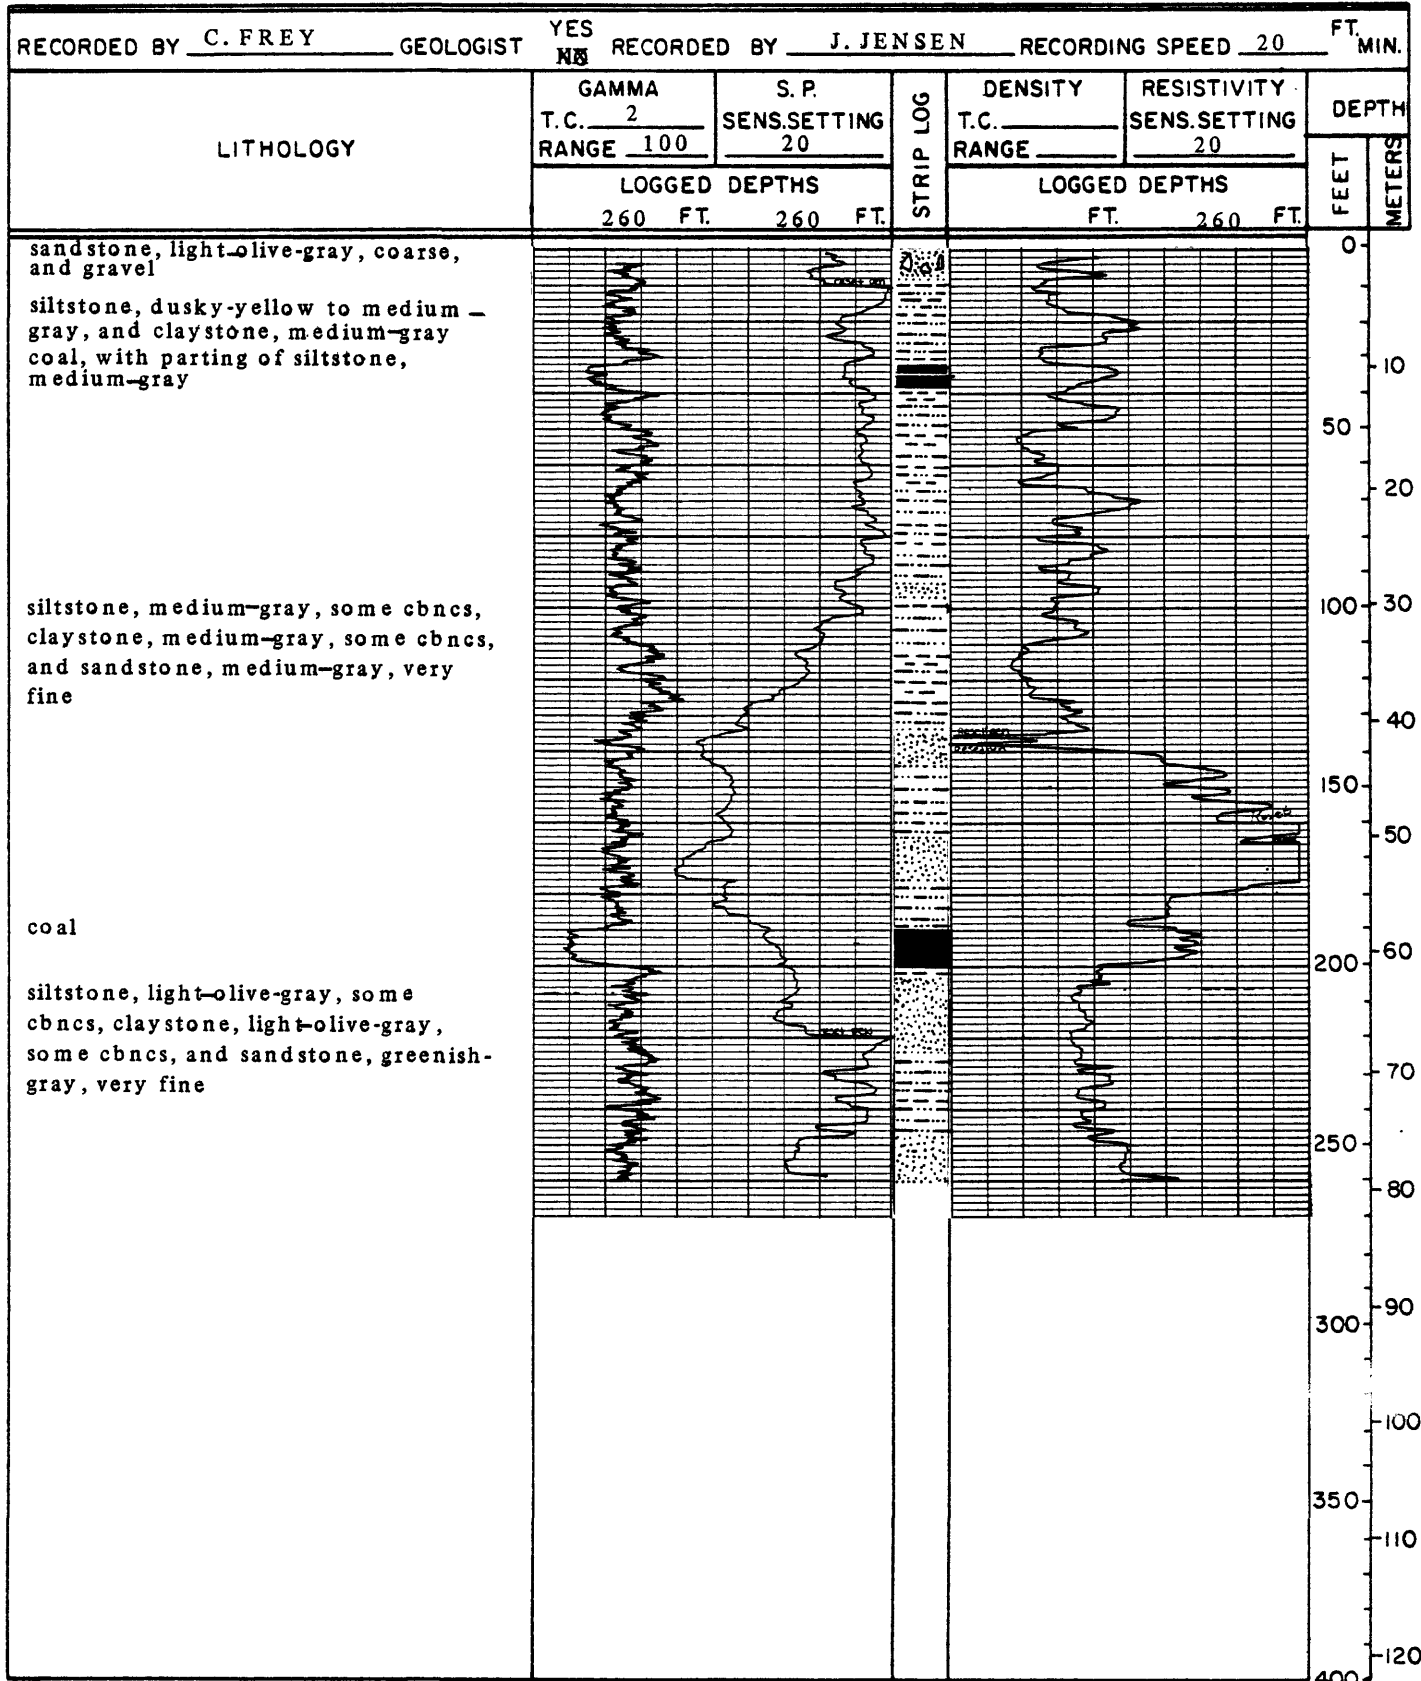 RECORDED BY C. FREY GEOLOGIST YES NO RECORDED BY J. JENSEN RECORDING SPEED 20 FT. MIN.
LITHOLOGY
GAMMA
T.C. 2
RANGE 100
S. P.
SENS. SETTING
20
LOGGED DEPTHS
260 FT. 260 FT.
STRIP LOG
DENSITY
T.C.
RANGE
RESISTIVITY
SENS. SETTING
20
LOGGED DEPTHS
FT. 260 FT.
DEPTH
FEET
METERS
sandstone, light-olive-gray, coarse,
and gravel
siltstone, dusky-yellow to medium-
gray, and claystone, medium-gray
coal, with parting of siltstone,
medium-gray
siltstone, medium-gray, some cbncs,
claystone, medium-gray, some cbncs,
and sandstone, medium-gray, very
fine
coal
siltstone, light-olive-gray, some
cbncs, claystone, light-olive-gray,
some cbncs, and sandstone, greenish-
gray, very fine
Reset
0
10
50
20
100 30
40
150
50
200 60
70
250
80
90
300
100
350
110
120
400